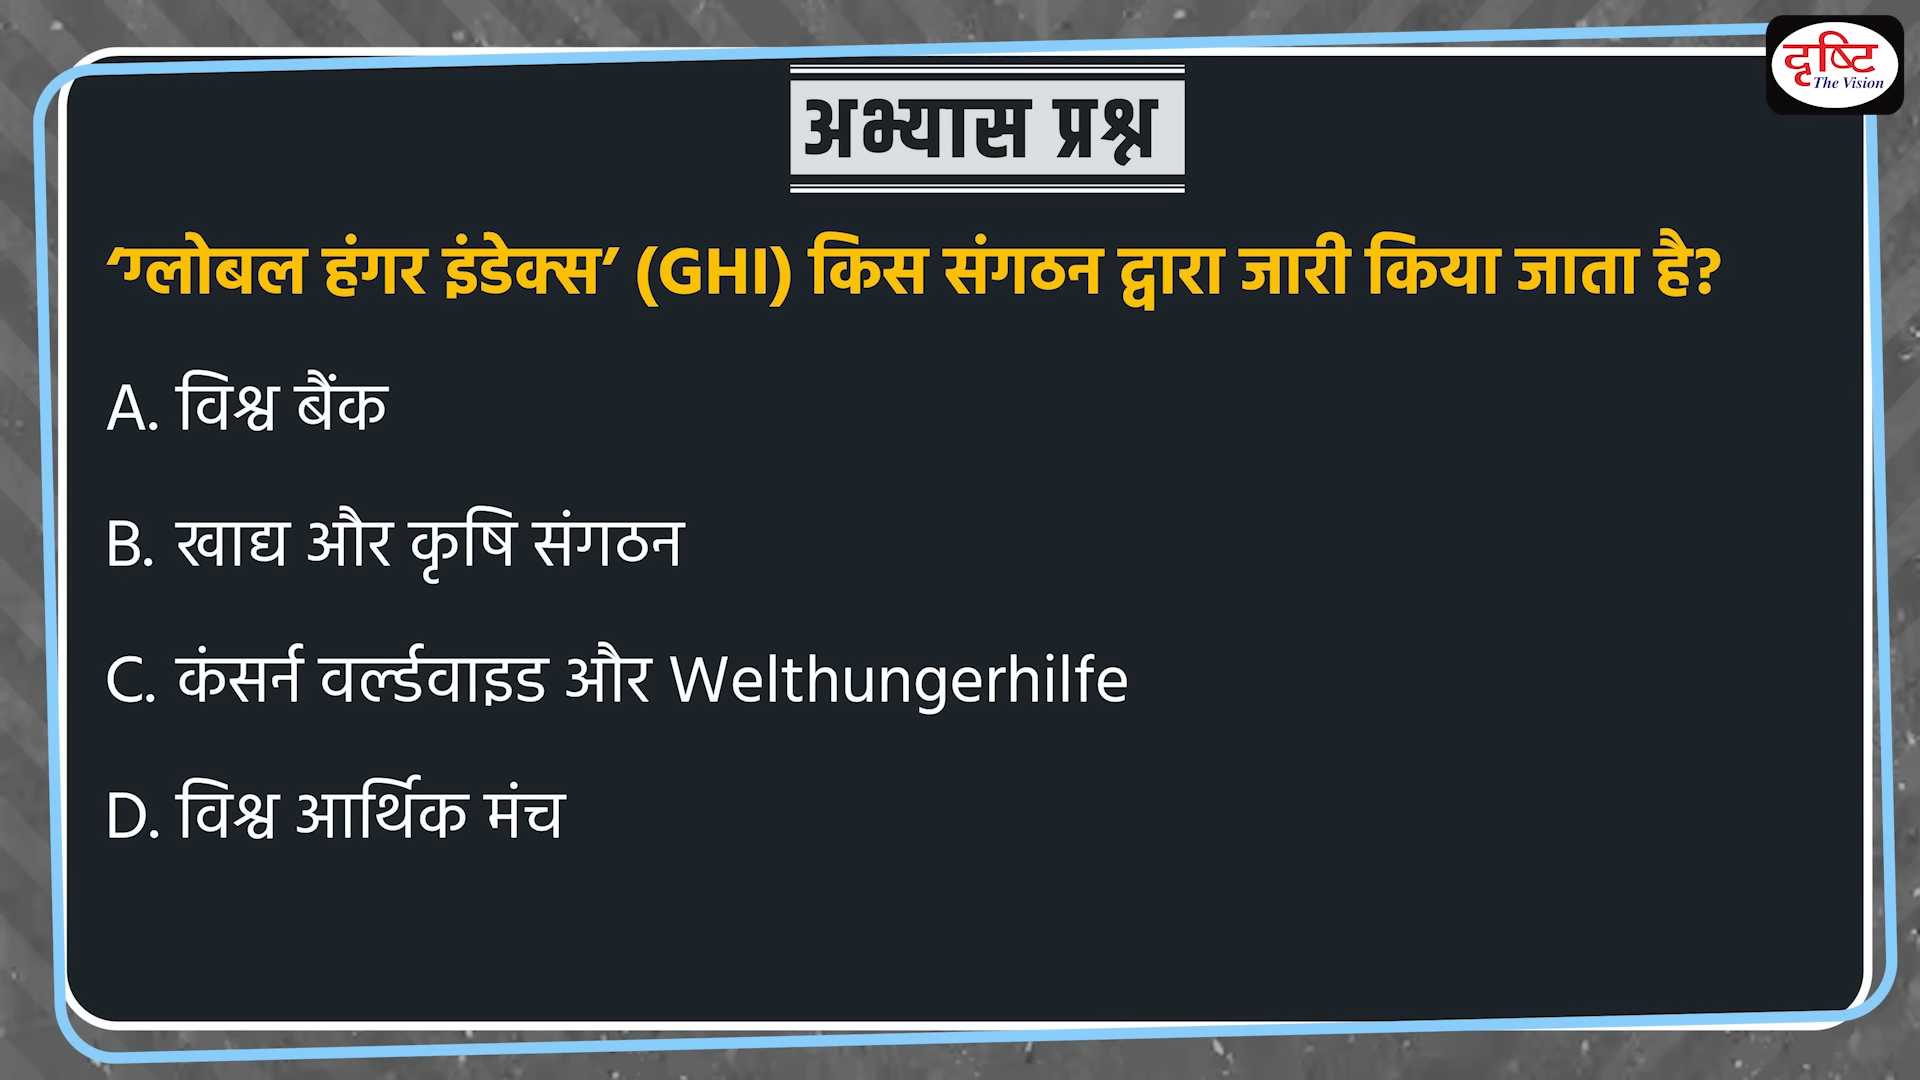 दृष्टि
The Vision
अभ्यास प्रश्न
‘ग्लोबल हंगर इंडेक्स’ (GHI) किस संगठन द्वारा जारी किया जाता है?
A. विश्व बैंक
B. खाद्य और कृषि संगठन
C. कंसर्न वर्ल्डवाइड और Welthungerhilfe
D. विश्व आर्थिक मंच